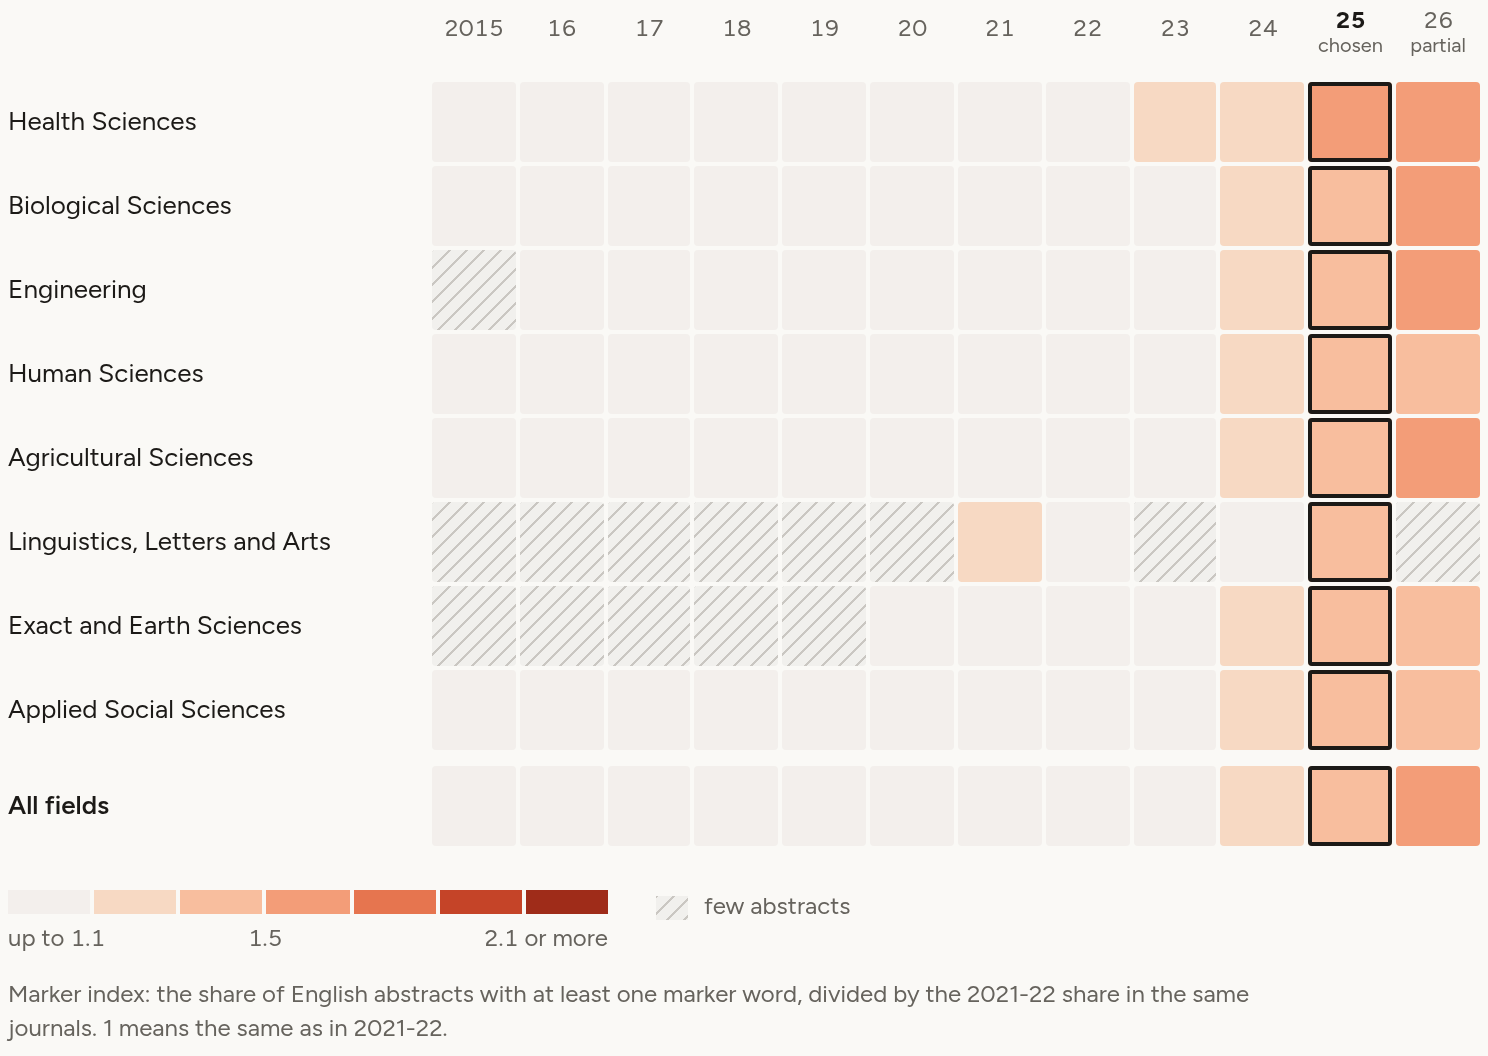 2015 16 17 18 19 20 21 22 23 24 25 26
chosen partial
Health Sciences
Biological Sciences
Engineering
Human Sciences
Agricultural Sciences
Linguistics, Letters and Arts
Exact and Earth Sciences
Applied Social Sciences
All fields
few abstracts
up to 1.1 1.5 2.1 or more
Marker index: the share of English abstracts with at least one marker word, divided by the 2021-22 share in the same
journals. 1 means the same as in 2021-22.